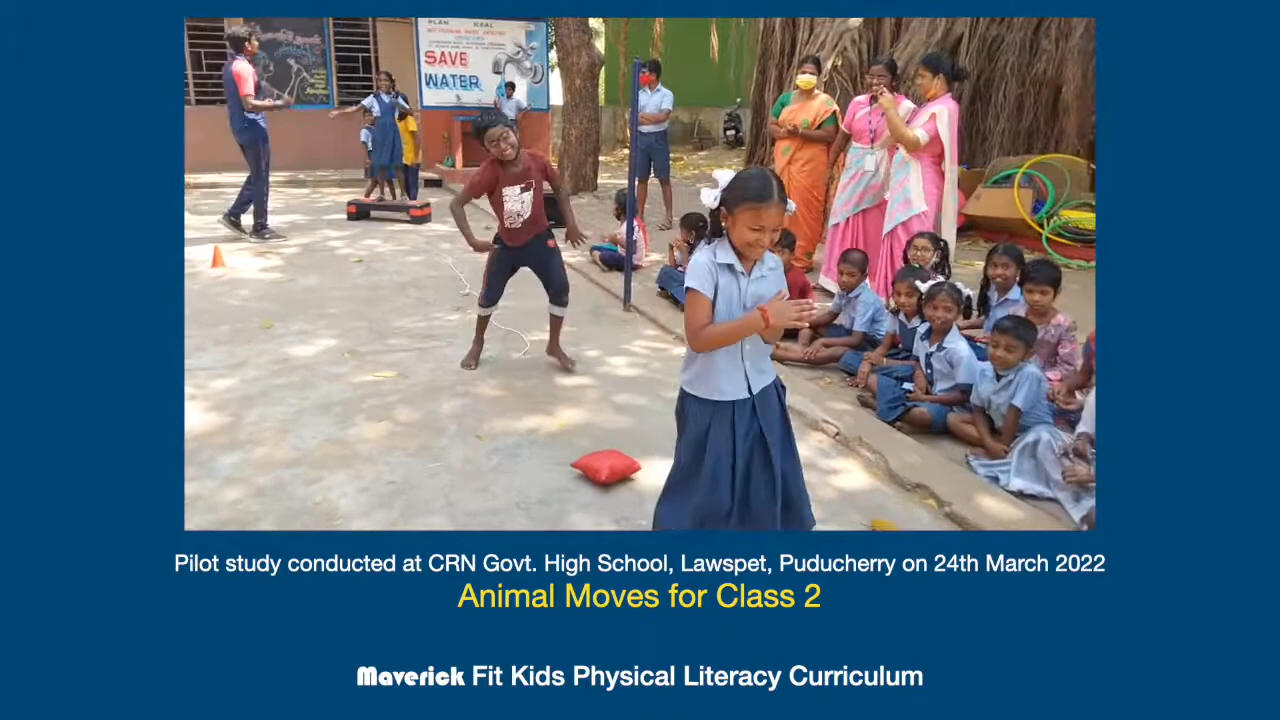 SAVE
WATER
Pilot study conducted at CRN Govt. High School, Lawspet, Puducherry on 24th March 2022
Animal Moves for Class 2
Maverick Fit Kids Physical Literacy Curriculum